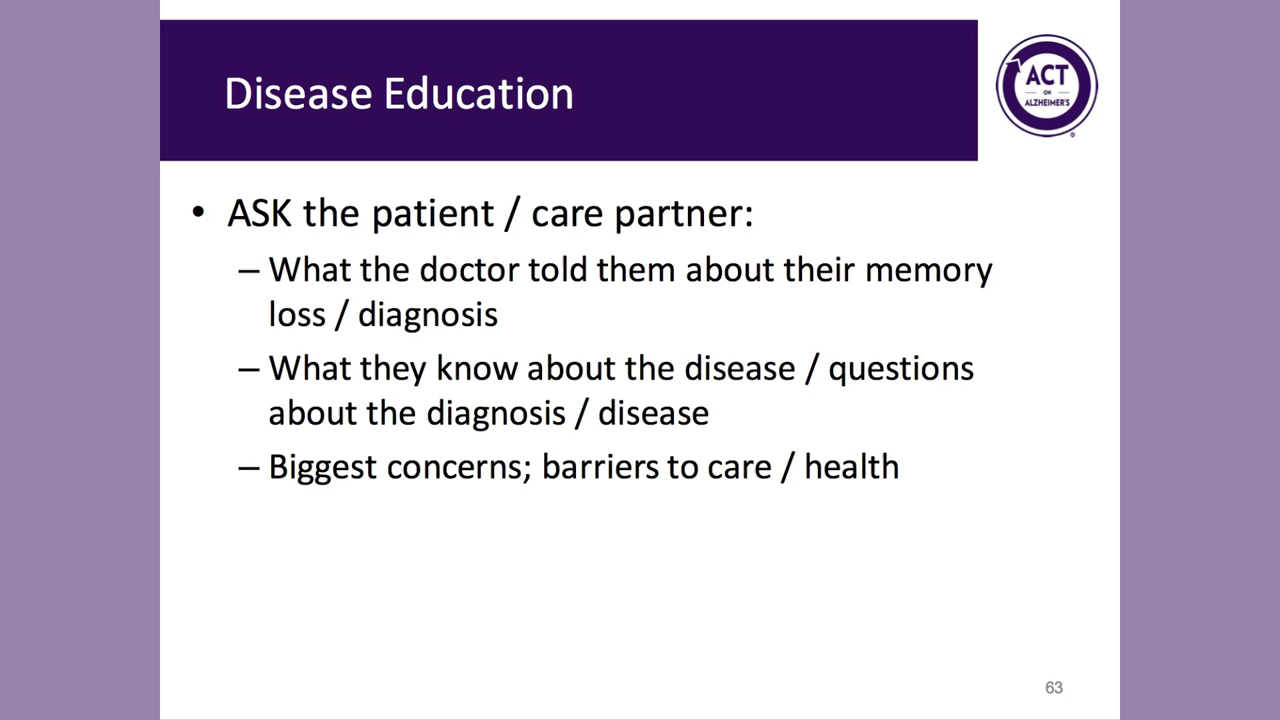 Disease Education
ACT
ON
ALZHEIMER'S
®
• ASK the patient / care partner:
– What the doctor told them about their memory
loss / diagnosis
– What they know about the disease / questions
about the diagnosis / disease
– Biggest concerns; barriers to care / health
63